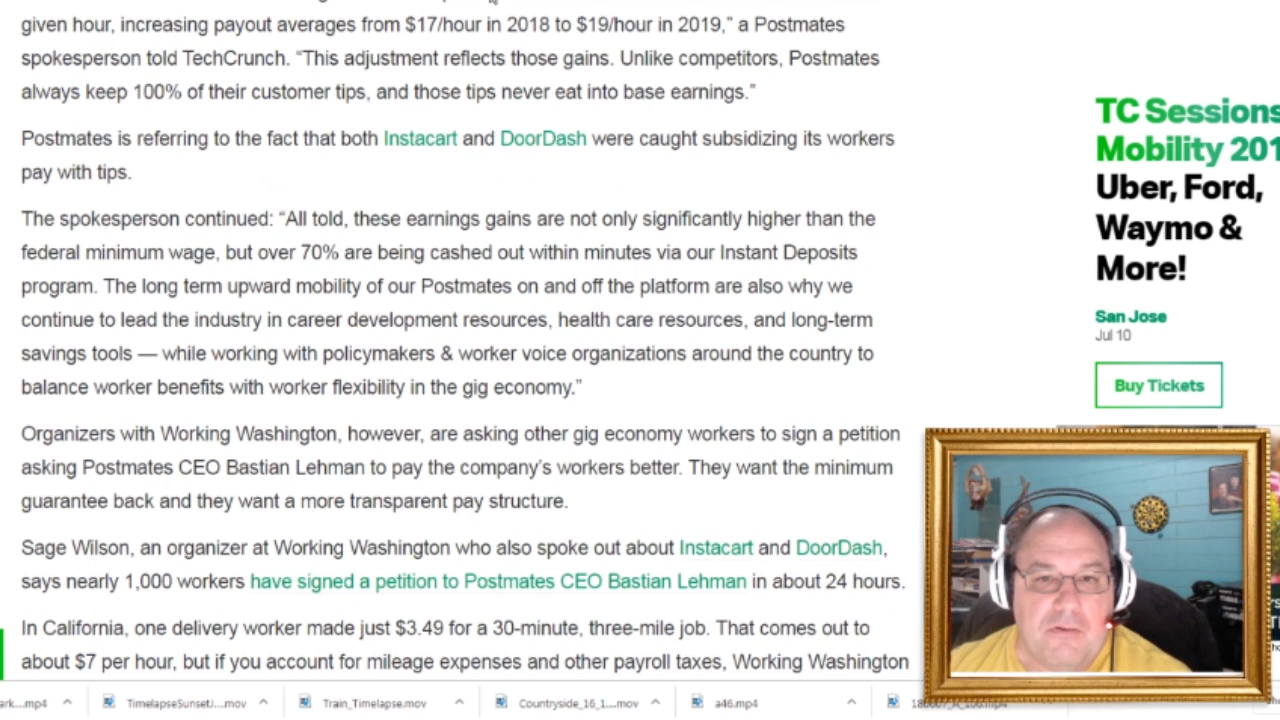 given hour, increasing payout averages from $17/hour in 2018 to $19/hour in 2019,” a Postmates
spokesperson told TechCrunch. “This adjustment reflects those gains. Unlike competitors, Postmates
always keep 100% of their customer tips, and those tips never eat into base earnings.”
Postmates is referring to the fact that both Instacart and DoorDash were caught subsidizing its workers
pay with tips.
The spokesperson continued: “All told, these earnings gains are not only significantly higher than the
federal minimum wage, but over 70% are being cashed out within minutes via our Instant Deposits
program. The long term upward mobility of our Postmates on and off the platform are also why we
continue to lead the industry in career development resources, health care resources, and long-term
savings tools — while working with policymakers & worker voice organizations around the country to
balance worker benefits with worker flexibility in the gig economy.”
Organizers with Working Washington, however, are asking other gig economy workers to sign a petition
asking Postmates CEO Bastian Lehman to pay the company’s workers better. They want the minimum
guarantee back and they want a more transparent pay structure.
Sage Wilson, an organizer at Working Washington who also spoke out about Instacart and DoorDash,
says nearly 1,000 workers have signed a petition to Postmates CEO Bastian Lehman in about 24 hours.
In California, one delivery worker made just $3.49 for a 30-minute, three-mile job. That comes out to
about $7 per hour, but if you account for mileage expenses and other payroll taxes, Working Washington
TC Sessions
Mobility 201
Uber, Ford,
Waymo &
More!
San Jose
Jul 10
Buy Tickets
ark....mp4
TimelapseSunsetJ....mov
Train_Timelapse.mov
Countryside_16_1....mov
a46.mp4